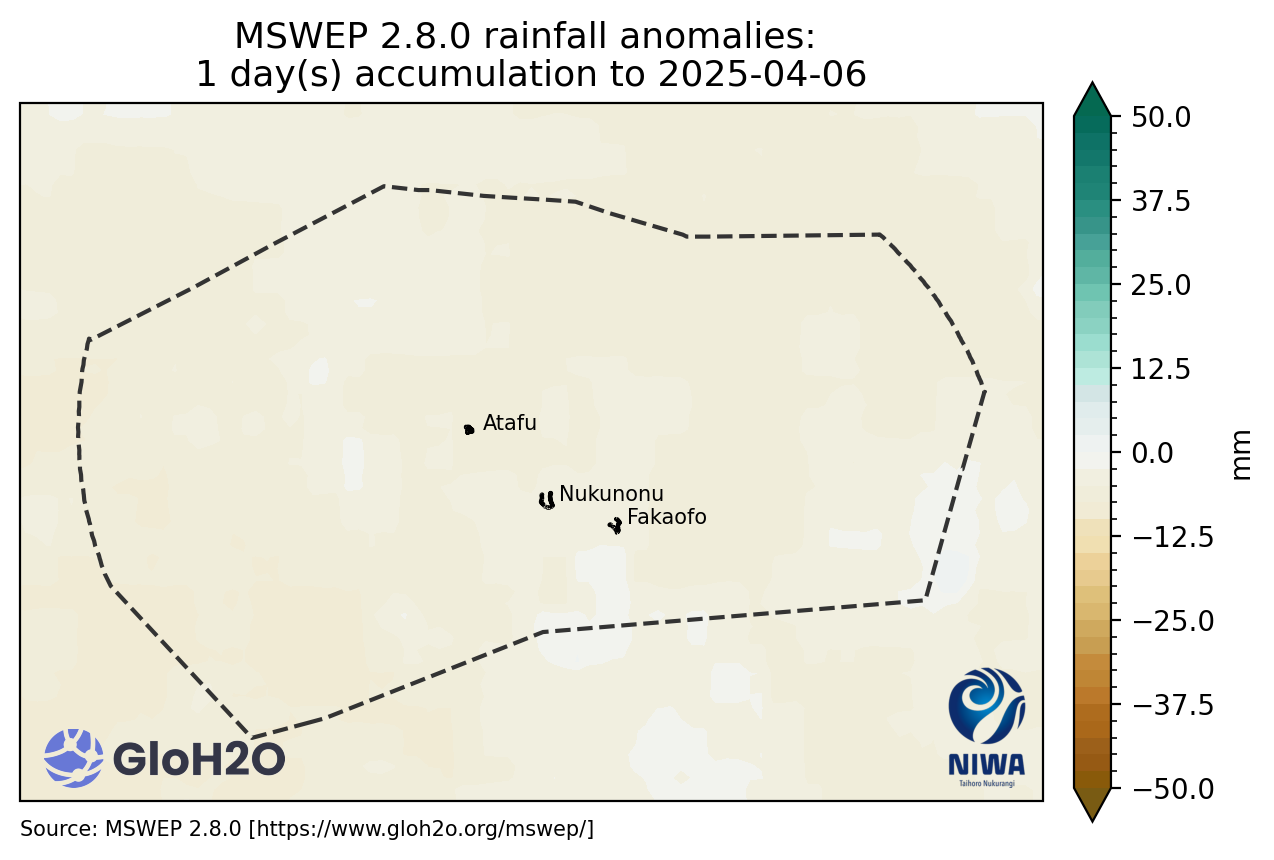 MSWEP 2.8.0 rainfall anomalies:
1 day(s) accumulation to 2025-04-06
50.0
37.5
25.0
12.5
0.0
−12.5
−25.0
−37.5
−50.0
mm
Atafu
Nukunonu
Fakaofo
GloH2O
NIWA
Taihoro Nukurangi
Source: MSWEP 2.8.0 [https://www.gloh2o.org/mswep/]